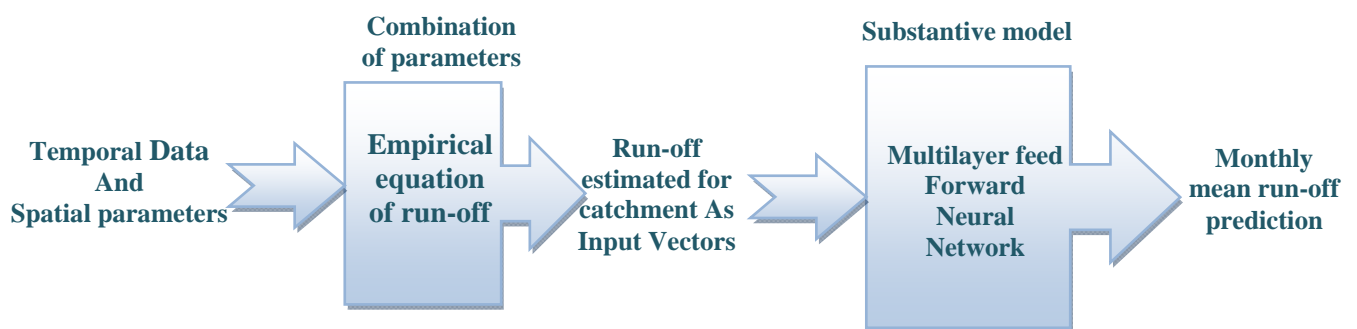 Combination
of parameters
Substantive model
Temporal Data
And
Spatial parameters
Empirical
equation
of run-off
Run-off
estimated for
catchment As
Input Vectors
Multilayer feed
Forward
Neural
Network
Monthly
mean run-off
prediction